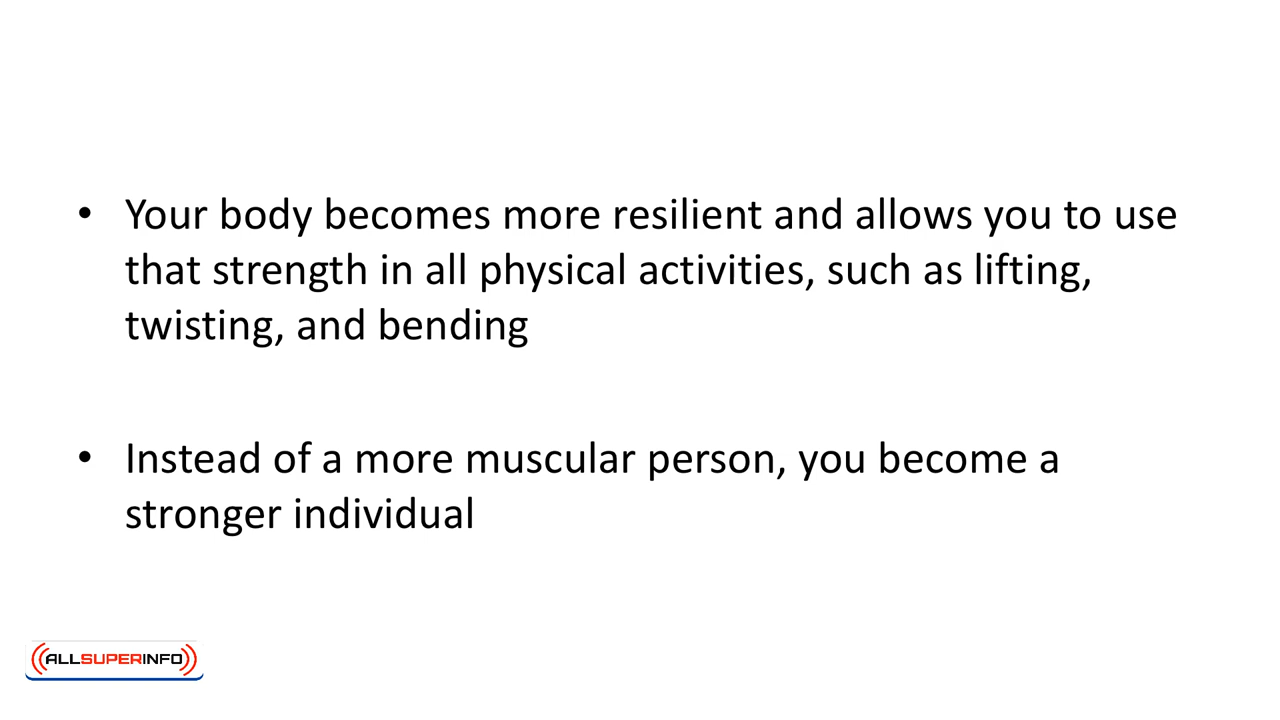 • Your body becomes more resilient and allows you to use
that strength in all physical activities, such as lifting,
twisting, and bending
• Instead of a more muscular person, you become a
stronger individual
ALLSUPERINFO